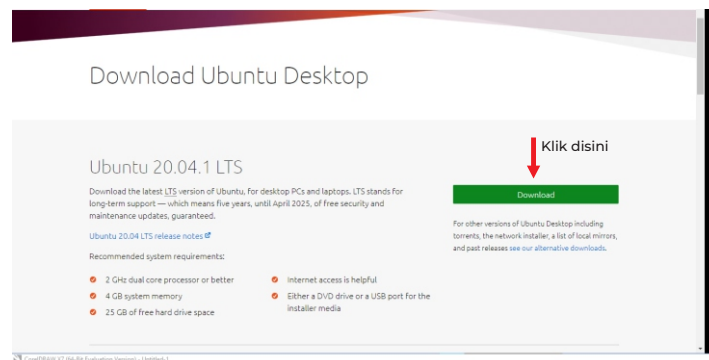 Download Ubuntu Desktop
Klik disini
Ubuntu 20.04.1 LTS
Download the latest LTS version of Ubuntu, for desktop PCs and laptops. LTS stands for
long-term support — which means five years, until April 2025, of free security and
maintenance updates, guaranteed.
Ubuntu 20.04 LTS release notes
Recommended system requirements:
2 GHz dual core processor or better
4 GB system memory
25 GB of free hard drive space
Internet access is helpful
Either a DVD drive or a USB port for the
installer media
Download
For other versions of Ubuntu Desktop including
torrents, the network installer, a list of local mirrors,
and past releases see our alternative downloads.